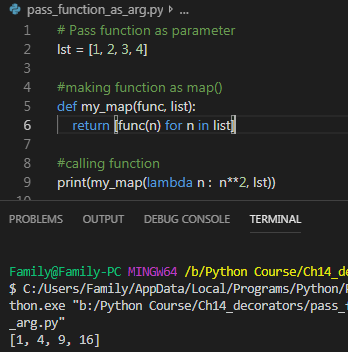 pass_function_as_arg.py > ...
1 # Pass function as parameter
2 lst = [1, 2, 3, 4]
3
4
5 #making function as map()
def my_map(func, list):
6 return [func(n) for n in list]
7
8 #calling function
9 print(my_map(lambda n : n**2, lst))
PROBLEMS OUTPUT DEBUG CONSOLE TERMINAL
Family@Family-PC MINGW64 /b/Python Course/Ch14_de
$ C:/Users/Family/AppData/Local/Programs/Python/
thon.exe "b:/Python Course/Ch14_decorators/pass_
_arg.py"
[1, 4, 9, 16]